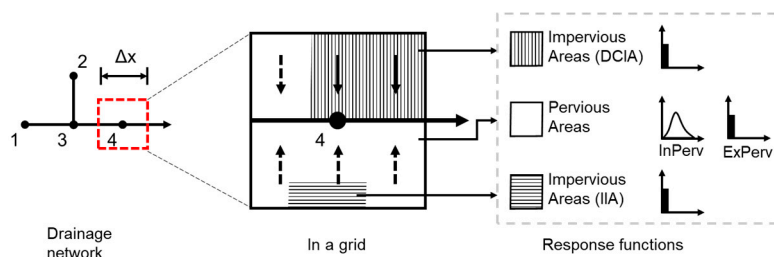 2
Δx
1
3
4
Drainage
network
4
In a grid
Impervious
Areas (DCIA)
Pervious
Areas
InPerv
ExPerv
Impervious
Areas (IIA)
Response functions